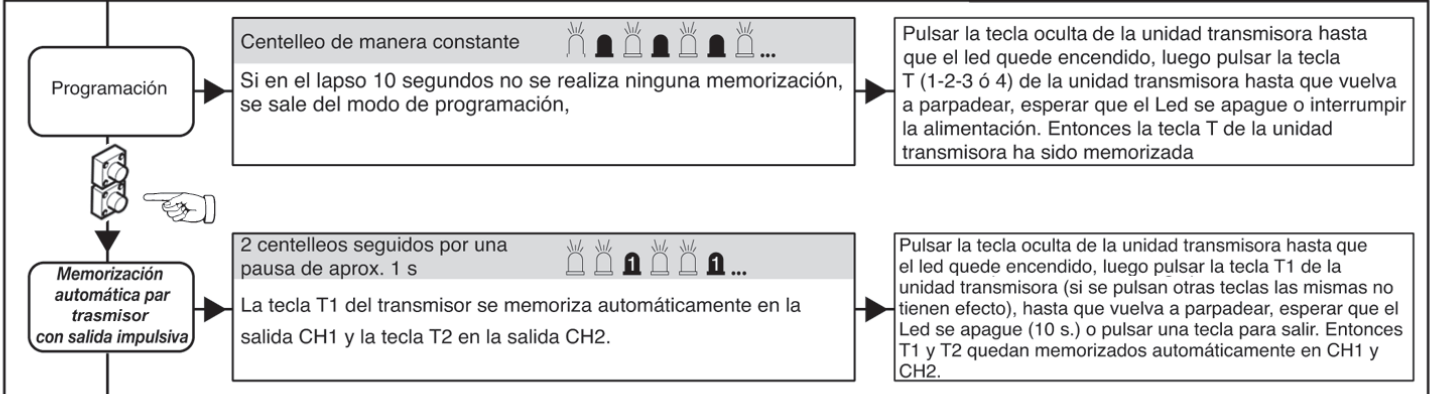 Programación
Centelleo de manera constante
...
Si en el lapso 10 segundos no se realiza ninguna memorización,
se sale del modo de programación,
Pulsar la tecla oculta de la unidad transmisora hasta
que el led quede encendido, luego pulsar la tecla
T (1-2-3 ó 4) de la unidad transmisora hasta que vuelva
a parpadear, esperar que el Led se apague o interrumpir
la alimentación. Entonces la tecla T de la unidad
transmisora ha sido memorizada
Memorización
automática par
trasmisor
con salida impulsiva
2 centelleos seguidos por una
pausa de aprox. 1 s
1 1 ...
La tecla T1 del transmisor se memoriza automáticamente en la
salida CH1 y la tecla T2 en la salida CH2.
Pulsar la tecla oculta de la unidad transmisora hasta que
el led quede encendido, luego pulsar la tecla T1 de la
unidad transmisora (si se pulsan otras teclas las mismas no
tienen efecto), hasta que vuelva a parpadear, esperar que el
Led se apague (10 s.) o pulsar una tecla para salir. Entonces
T1 y T2 quedan memorizados automáticamente en CH1 y
CH2.